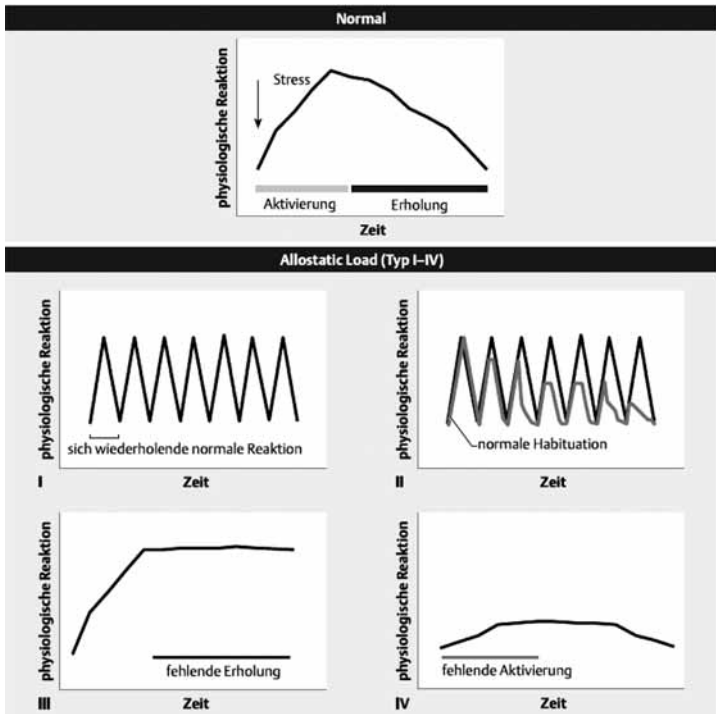 Normal
physiologische Reaktion
Stress
Aktivierung
Erholung
Zeit
Allostatic Load (Typ I–IV)
physiologische Reaktion
sich wiederholende normale Reaktion
I
Zeit
physiologische Reaktion
normale Habituation
II
Zeit
physiologische Reaktion
fehlende Erholung
III
Zeit
physiologische Reaktion
fehlende Aktivierung
IV
Zeit